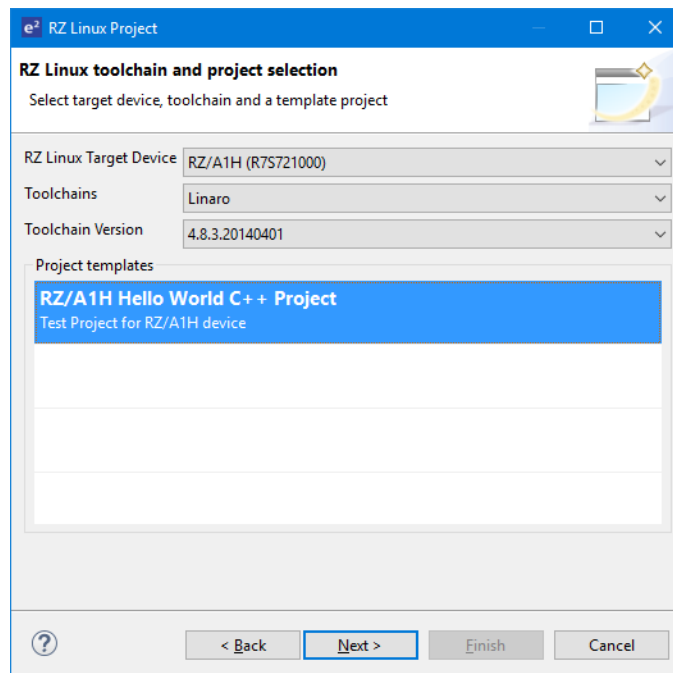 e² RZ Linux Project
RZ Linux toolchain and project selection
Select target device, toolchain and a template project
RZ Linux Target Device RZ/A1H (R7S721000)
Toolchains Linaro
Toolchain Version 4.8.3.20140401
Project templates
RZ/A1H Hello World C++ Project
Test Project for RZ/A1H device
? < Back Next > Finish Cancel